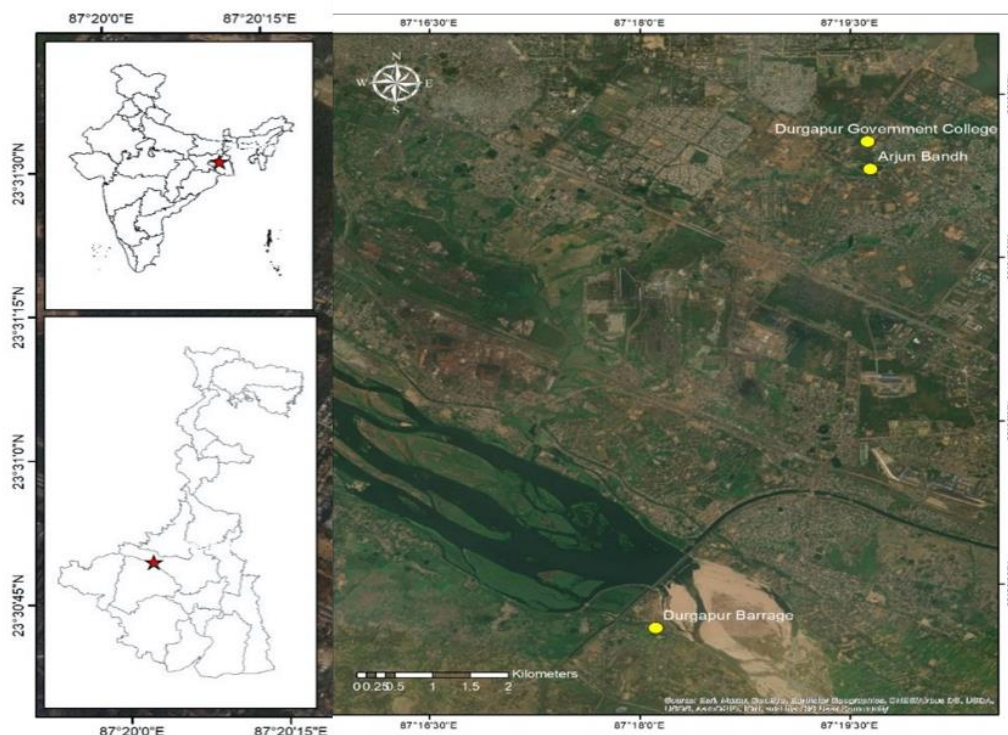 87°20'0"E 87°20'15"E 87°16'30"E 87°18'0"E 87°19'30"E
N
W E
S
Durgapur Government College
Arjun Bandh
23°31'30"N
23°31'15"N
23°31'0"N
23°30'45"N
Durgapur Barrage
Kilometers
0 0.25 0.5 1 1.5 2
87°20'0"E 87°20'15"E 87°16'30"E 87°18'0"E 87°19'30"E